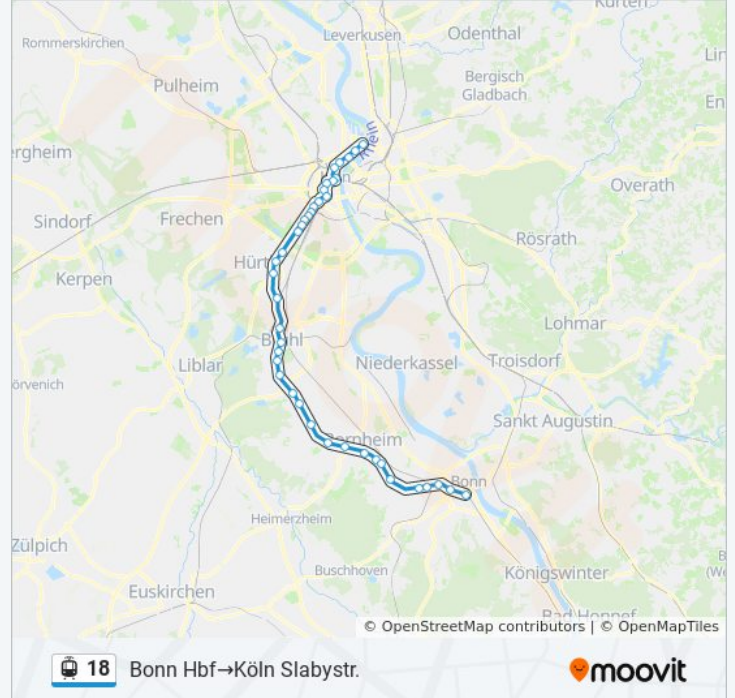 Kürten
Rommerskirchen
Leverkusen
Odenthal
Pulheim
Bergisch
Gladbach
Rhein
ergheim
Overath
Sindorf
Frechen
Rösrath
Hürt
Kerpen
Lohmar
B hl
Liblar
Niederkassel
Troisdorf
örvenich
Sankt Augustin
Bornheim
Bonn
Heimerzheim
Zülpich
Buschhoven
Königswinter
Euskirchen
Bad Honnef
(We
© OpenStreetMap contributors | © OpenMapTiles
18 Bonn Hbf→Köln Slabystr.
moovit